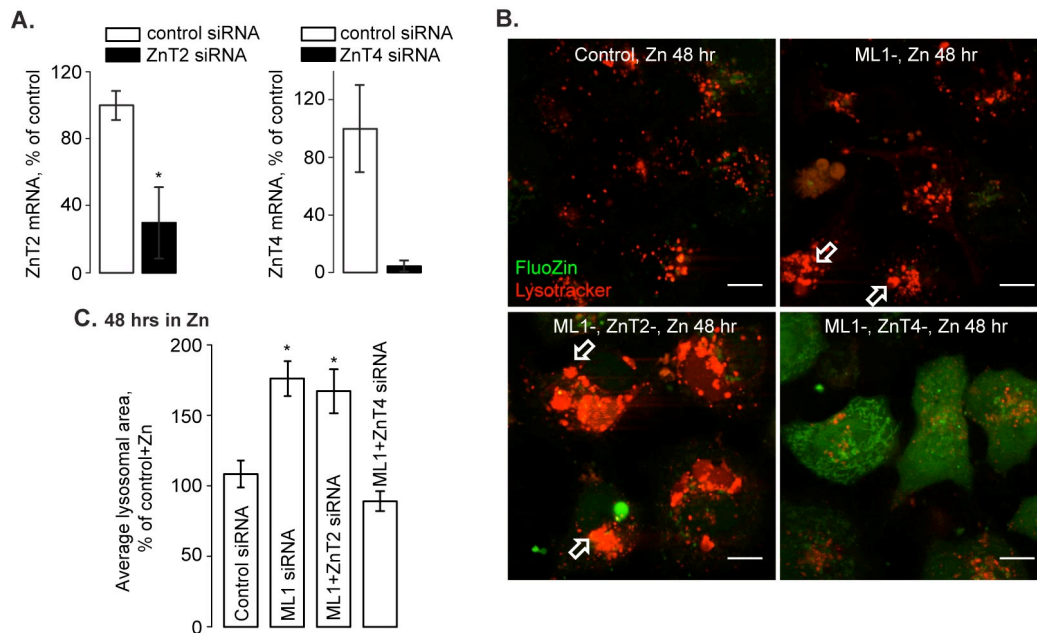 A.
control siRNA
ZnT2 siRNA
control siRNA
ZnT4 siRNA
ZnT2 mRNA, % of control
120
80
40
0
*
ZnT4 mRNA, % of control
120
80
40
0
B.
Control, Zn 48 hr
ML1-, Zn 48 hr
FluoZin
Lysotracker
ML1-, ZnT2-, Zn 48 hr
ML1-, ZnT4-, Zn 48 hr
C. 48 hrs in Zn
Average lysosomal area,
% of control+Zn
200
150
100
50
0
Control siRNA
*
ML1 siRNA
*
ML1+ZnT2 siRNA
ML1+ZnT4 siRNA